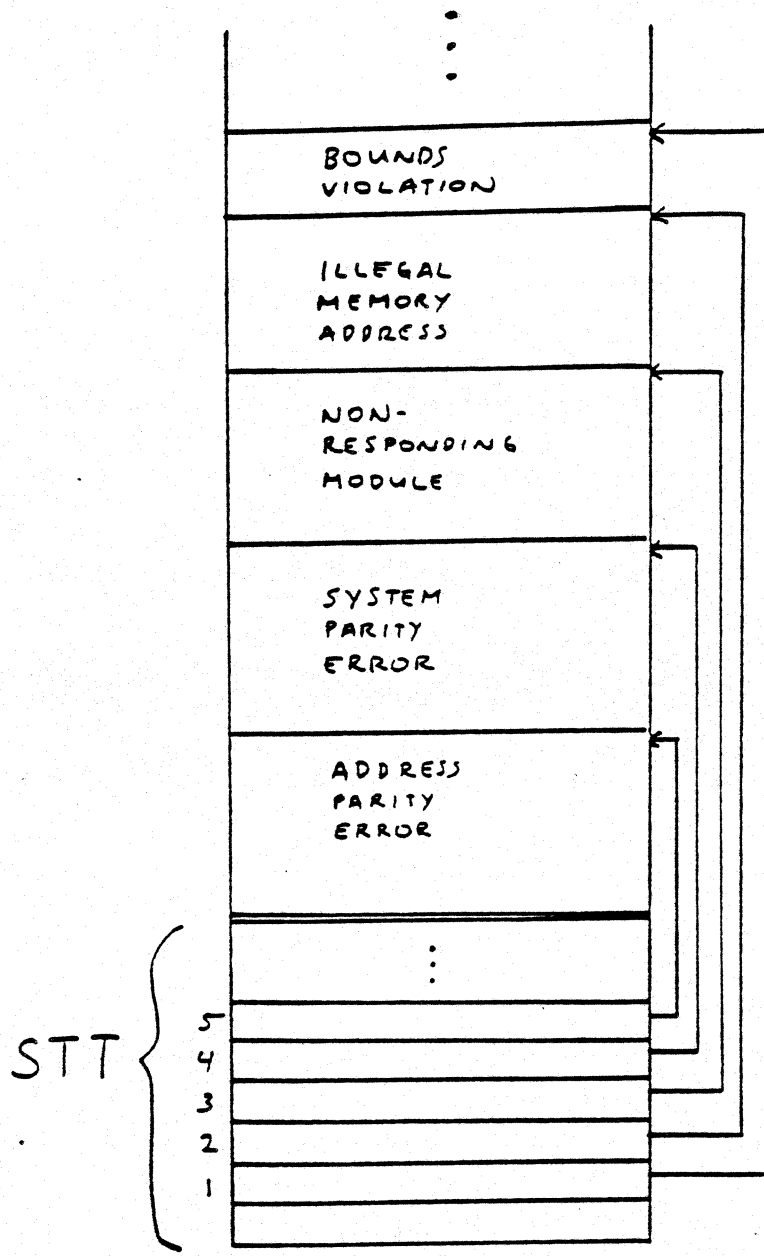 BOUNDS
VIOLATION
ILLEGAL
MEMORY
ADDRESS
NON-
RESPONDING
MODULE
SYSTEM
PARITY
ERROR
ADDRESS
PARITY
ERROR
STT
5
4
3
2
1